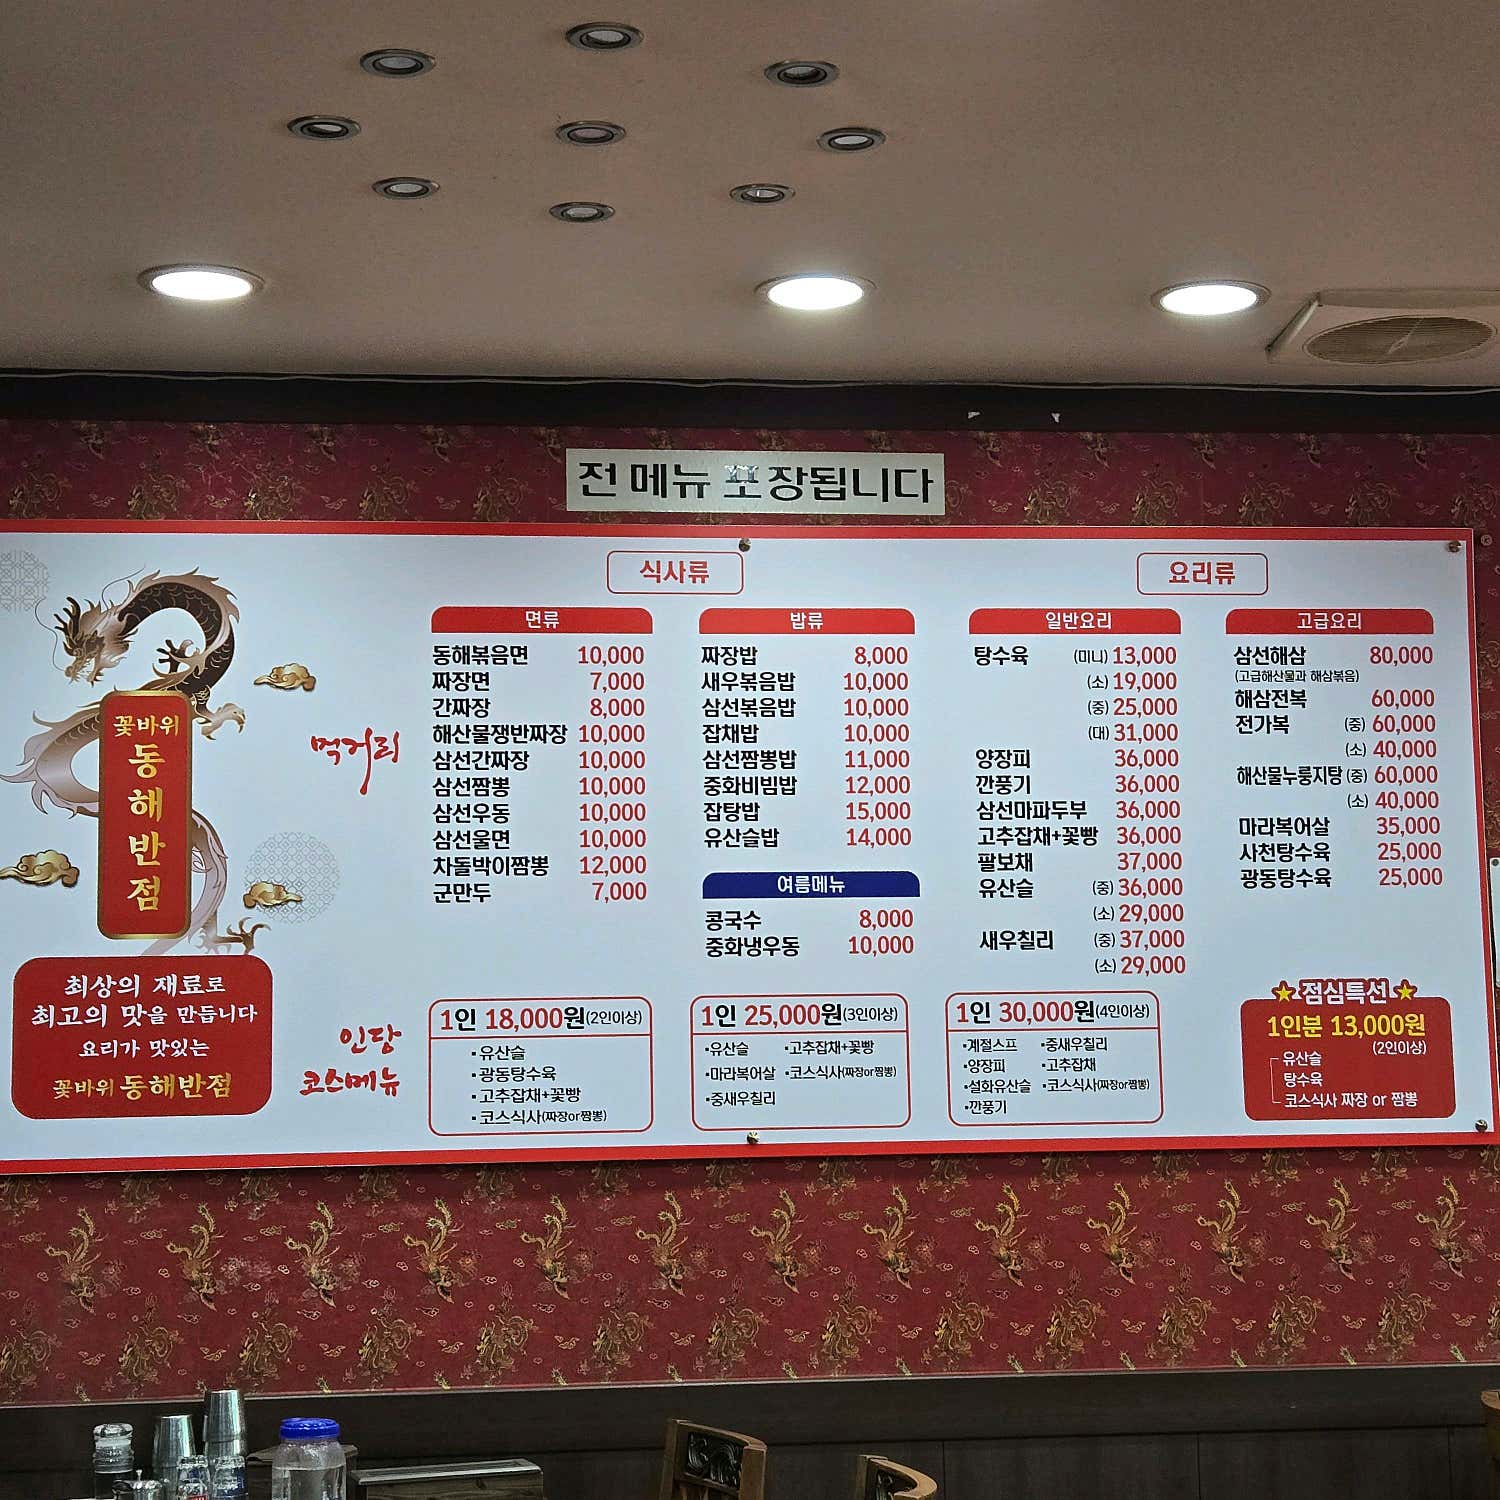 전 메뉴 포장됩니다
꽃바위
동해반점
최상의 재료로
최고의 맛을 만듭니다
요리가 맛있는
꽃바위 동해반점
먹거리
식사류
면류
동해볶음면 10,000
짜장면 7,000
간짜장 8,000
해산물쟁반짜장 10,000
삼선간짜장 10,000
삼선짬뽕 10,000
삼선우동 10,000
삼선울면 10,000
차돌박이짬뽕 12,000
군만두 7,000
밥류
짜장밥 8,000
새우볶음밥 10,000
삼선볶음밥 10,000
잡채밥 10,000
삼선짬뽕밥 11,000
중화비빔밥 12,000
잡탕밥 15,000
유산슬밥 14,000
여름메뉴
콩국수 8,000
중화냉우동 10,000
요리류
일반요리
탕수육 (미니) 13,000
(소) 19,000
(중) 25,000
(대) 31,000
양장피 36,000
깐풍기 36,000
삼선마파두부 36,000
고추잡채+꽃빵 36,000
팔보채 37,000
유산슬 (중) 36,000
(소) 29,000
새우칠리 (중) 37,000
(소) 29,000
고급요리
삼선해삼 80,000
(고급해산물과 해삼볶음)
해삼전복 60,000
전가복 (중) 60,000
(소) 40,000
해산물누룽지탕 (중) 60,000
(소) 40,000
마라복어살 35,000
사천탕수육 25,000
광동탕수육 25,000
인당
코스메뉴
1인 18,000원(2인이상)
·유산슬
·광동탕수육
·고추잡채+꽃빵
·코스식사(짜장or짬뽕)
1인 25,000원(3인이상)
·유산슬 ·고추잡채+꽃빵
·마라복어살 ·코스식사(짜장or짬뽕)
·중새우칠리
1인 30,000원(4인이상)
·계절스프 ·중새우칠리
·양장피 ·고추잡채
·설화유산슬 ·코스식사(짜장or짬뽕)
·깐풍기
점심특선
1인분 13,000원
(2인이상)
유산슬
탕수육
코스식사 짜장 or 짬뽕